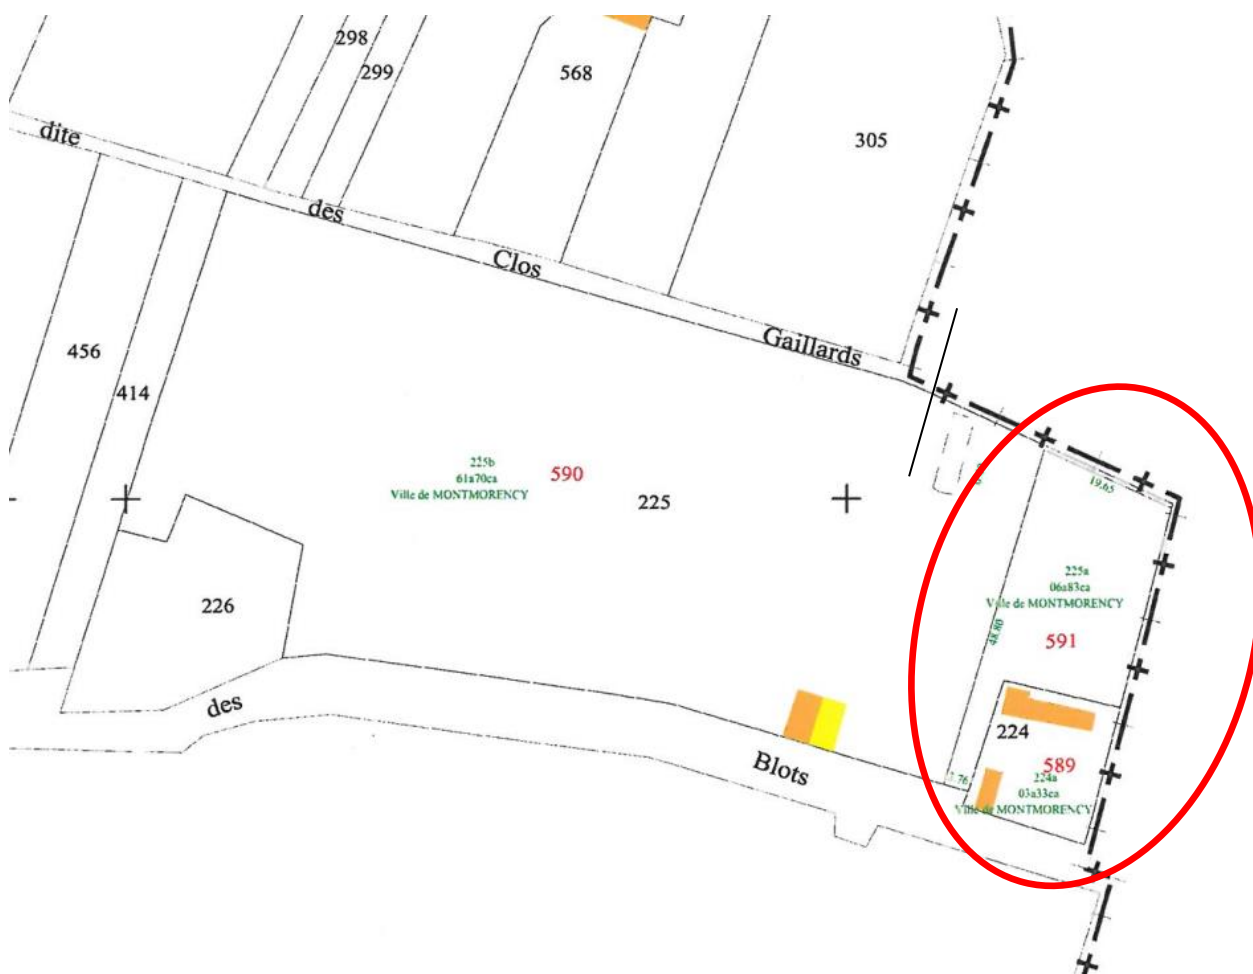 298
299
568
305
dite
des
Clos
Gaillards
456
414
225b
61a70ca
Ville de MONTMORENCY
590
225
19.65
226
225a
06a83ca
Ville de MONTMORENCY
48.80
591
224
589
224a
03a33ca
Ville de MONTMORENCY
des
Blots